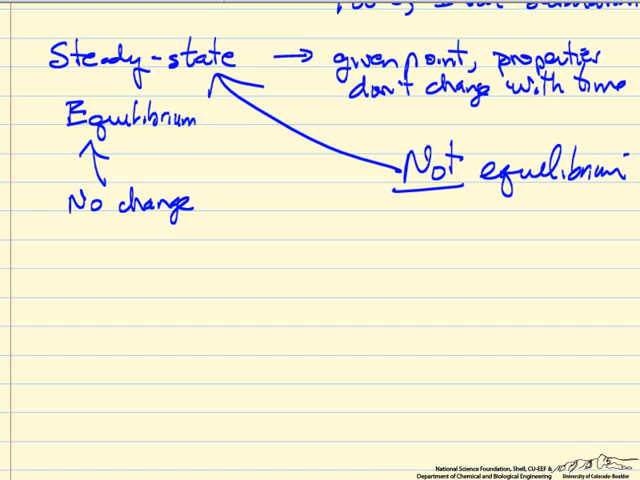 Steady-state → given point, properties
don't change with time
Equilibrium
Not equilibrium
No change
National Science Foundation, Shell, CU-EEF &
Department of Chemical and Biological Engineering
University of Colorado-Boulder